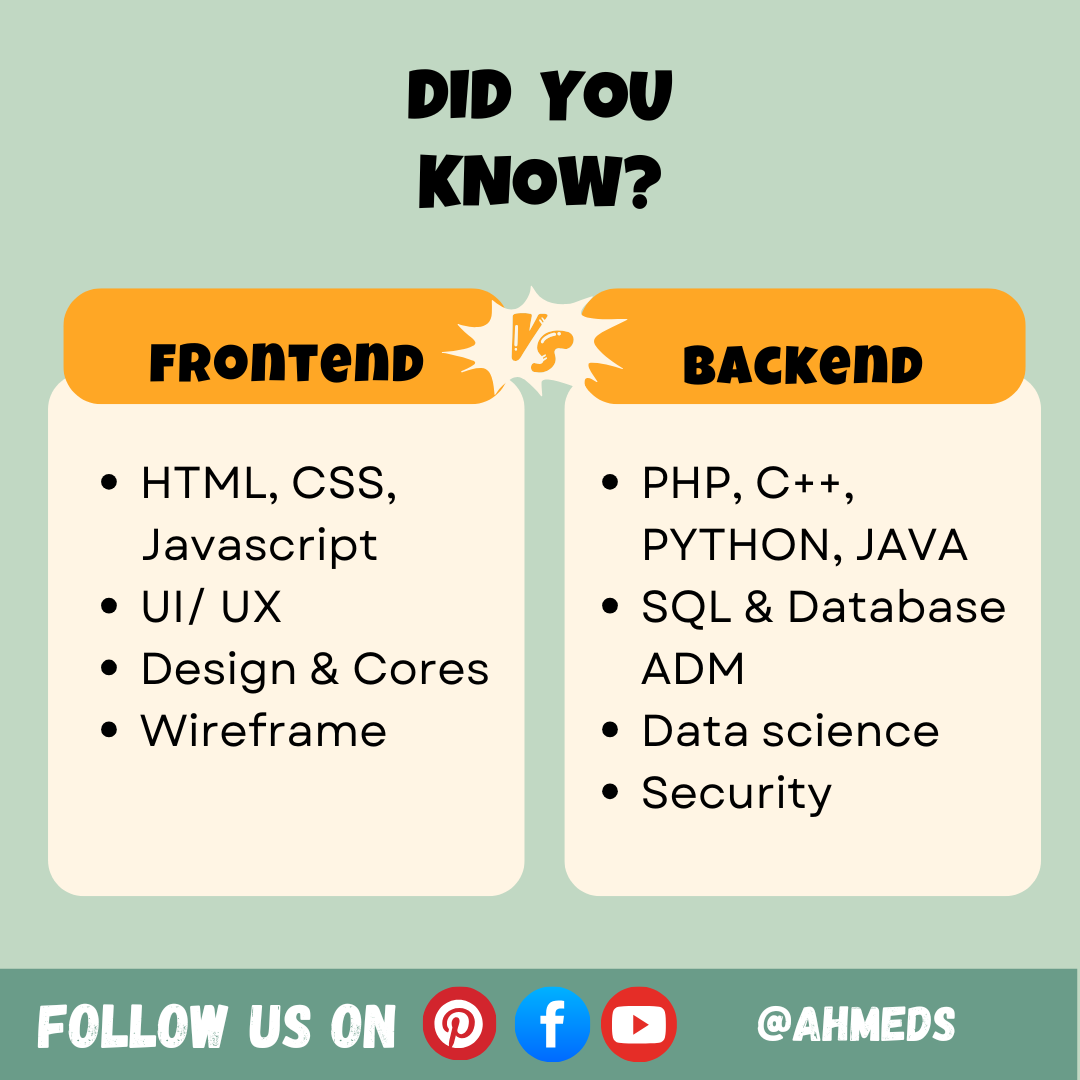 DID YOU
KNOW?
FRONTEND
VS
BACKEND
• HTML, CSS,
Javascript
• UI/ UX
• Design & Cores
• Wireframe
• PHP, C++,
PYTHON, JAVA
• SQL & Database
ADM
• Data science
• Security
FOLLOW US ON
@AHMEDS